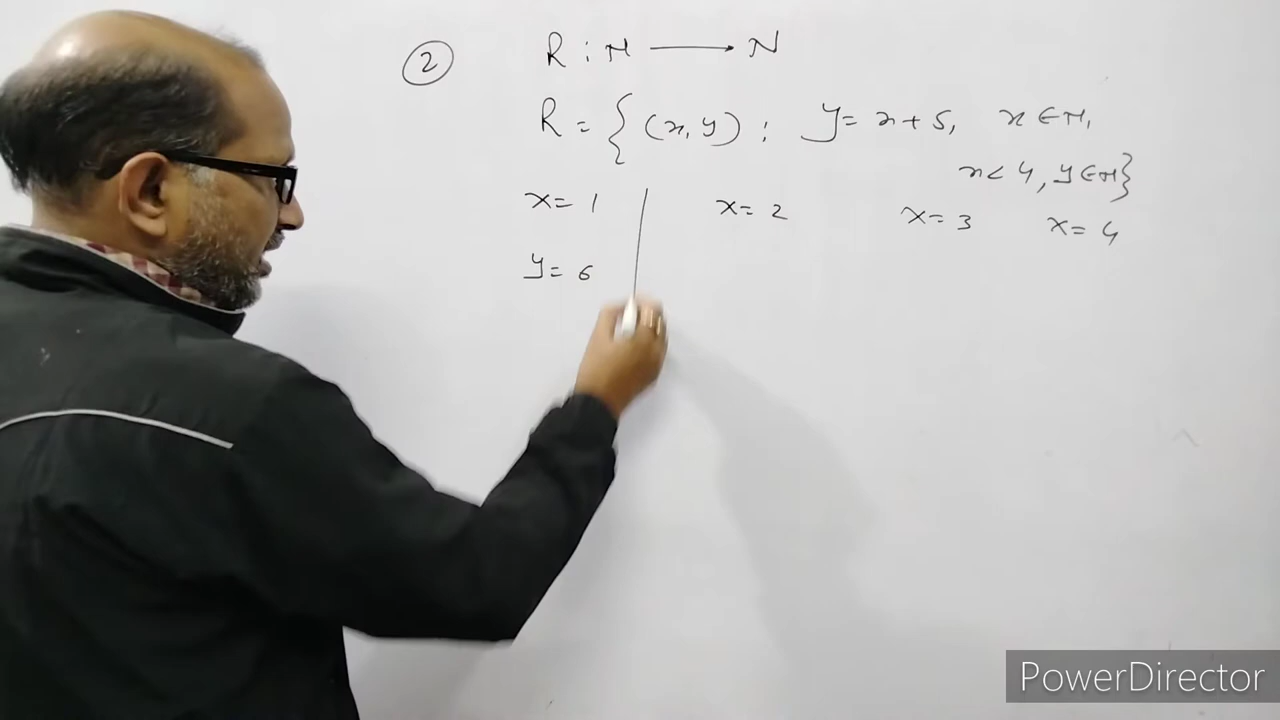 ② R : N ⟶ N
R = { (x, y) : y = x + 5, x ∈ N,
x < 4, y ∈ N }
x = 1 x = 2 x = 3 x = 4
y = 6
PowerDirector